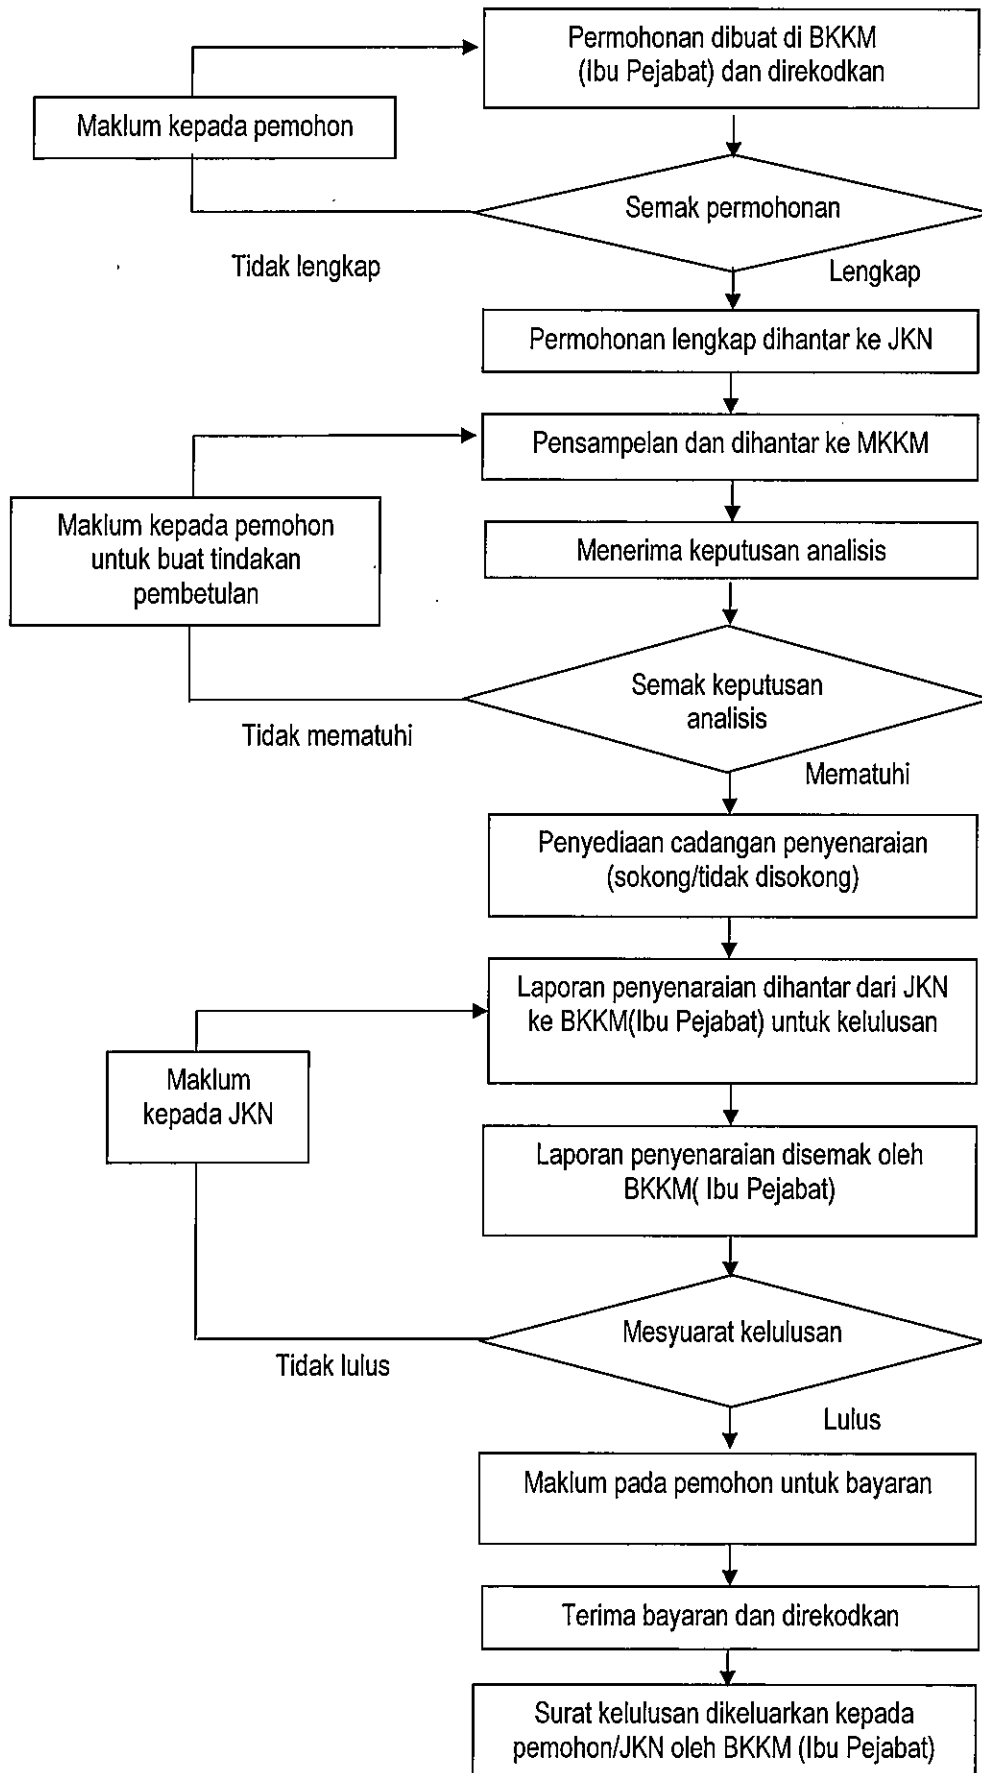 Permohonan dibuat di BKKM
(Ibu Pejabat) dan direkodkan
Maklum kepada pemohon
Semak permohonan
Tidak lengkap
Lengkap
Permohonan lengkap dihantar ke JKN
Pensampelan dan dihantar ke MKKM
Maklum kepada pemohon
untuk buat tindakan
pembetulan
Menerima keputusan analisis
Semak keputusan
analisis
Tidak mematuhi
Mematuhi
Penyediaan cadangan penyenaraian
(sokong/tidak disokong)
Laporan penyenaraian dihantar dari JKN
ke BKKM(Ibu Pejabat) untuk kelulusan
Maklum
kepada JKN
Laporan penyenaraian disemak oleh
BKKM( Ibu Pejabat)
Mesyuarat kelulusan
Tidak lulus
Lulus
Maklum pada pemohon untuk bayaran
Terima bayaran dan direkodkan
Surat kelulusan dikeluarkan kepada
pemohon/JKN oleh BKKM (Ibu Pejabat)